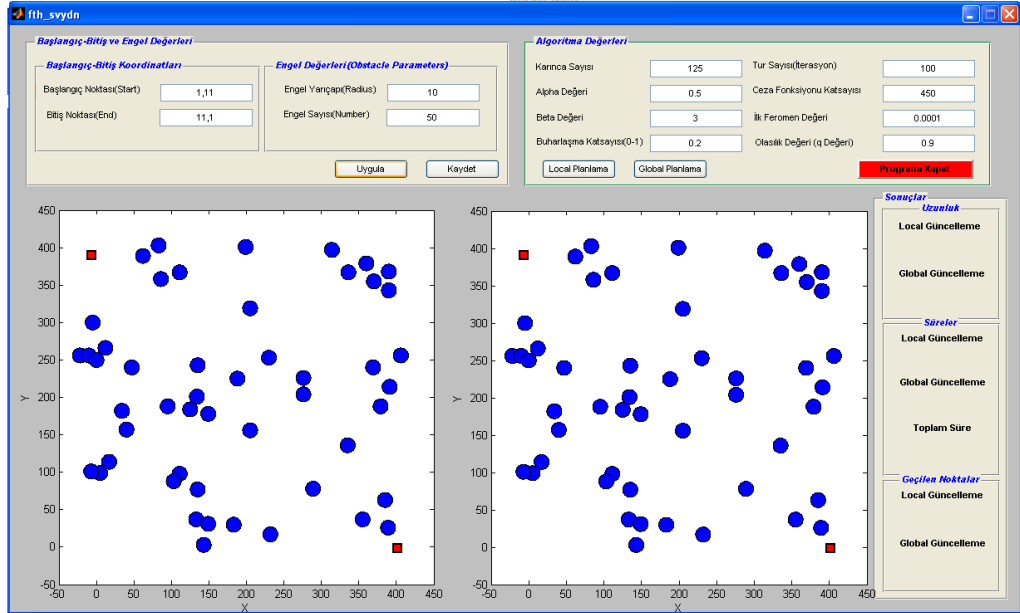 fth_svydn
Başlangıç-Bitiş ve Engel Değerleri
Başlangıç-Bitiş Koordinatları
Başlangıç Noktası(Start) 1,11
Bitiş Noktası(End) 11,1
Engel Değerleri(Obstacle Parameters)
Engel Yarıçapı(Radius) 10
Engel Sayısı(Number) 50
Uygula Kaydet
Algoritma Değerleri
Karınca Sayısı 125 Tur Sayısı(İterasyon) 100
Alpha Değeri 0.5 Ceza Fonksiyonu Katsayısı 450
Beta Değeri 3 İlk Feromen Değeri 0.0001
Buharlaşma Katsayısı(0-1) 0.2 Olasılık Değeri (q Değeri) 0.9
Local Planlama Global Planlama Programı Kapat
450
400
350
300
250
200
150
100
50
0
-50
Y
-50 0 50 100 150 200 250 300 350 400 450
X
450
400
350
300
250
200
150
100
50
0
-50
Y
-50 0 50 100 150 200 250 300 350 400 450
X
Sonuçlar
Uzunluk
Local Güncelleme
Global Güncelleme
Süreler
Local Güncelleme
Global Güncelleme
Toplam Süre
Geçilen Noktalar
Local Güncelleme
Global Güncelleme